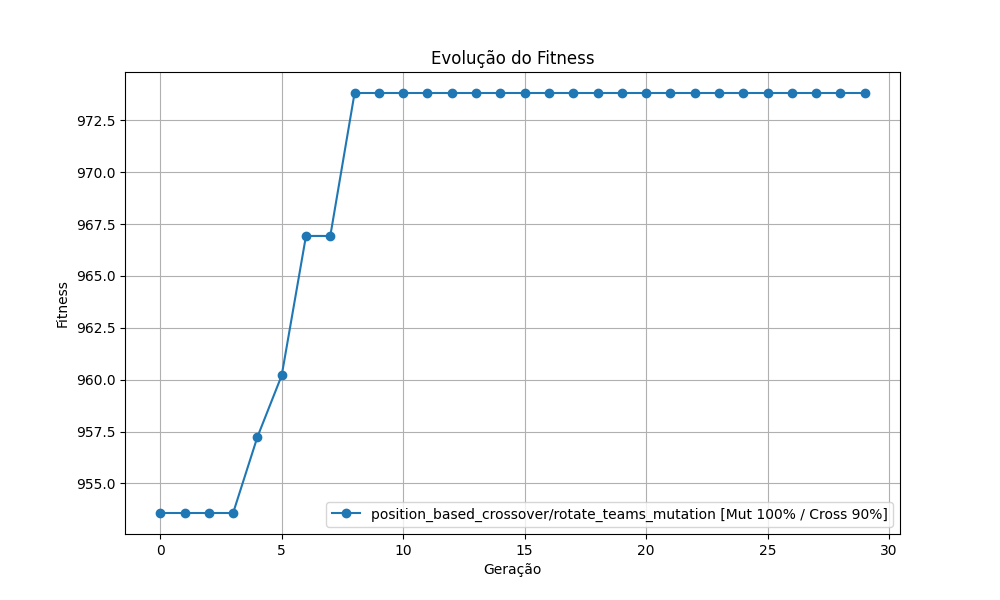 Evolução do Fitness
Fitness
972.5
970.0
967.5
965.0
962.5
960.0
957.5
955.0
position_based_crossover/rotate_teams_mutation [Mut 100% / Cross 90%]
0 5 10 15 20 25 30
Geração